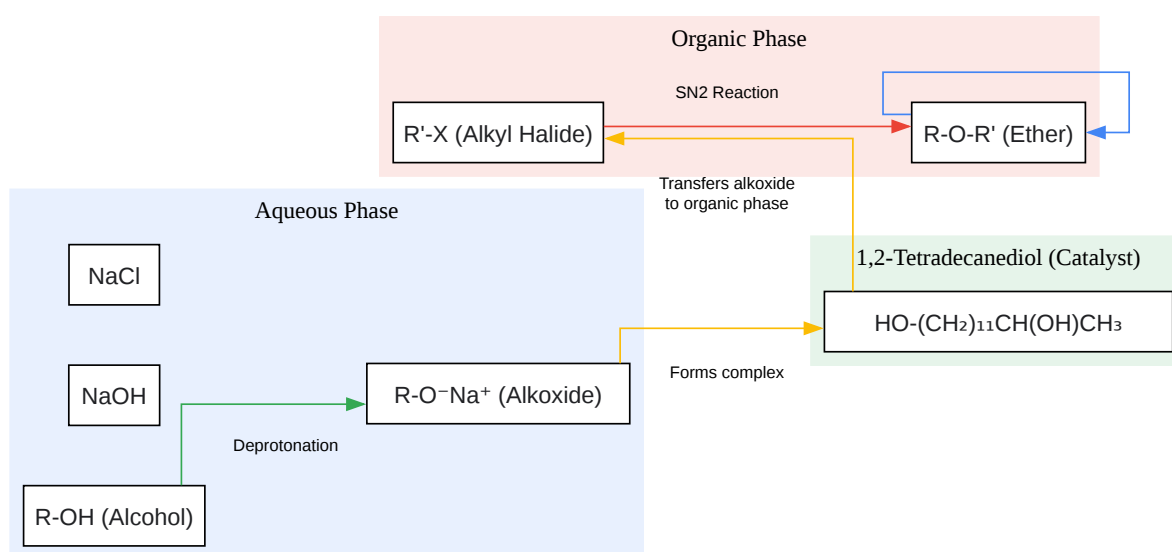 Organic Phase
SN2 Reaction
R'-X (Alkyl Halide)
R-O-R' (Ether)
Transfers alkoxide
to organic phase
Aqueous Phase
NaCl
1,2-Tetradecanediol (Catalyst)
HO-(CH₂)₁₁CH(OH)CH₃
Forms complex
NaOH
R-O⁻Na⁺ (Alkoxide)
Deprotonation
R-OH (Alcohol)